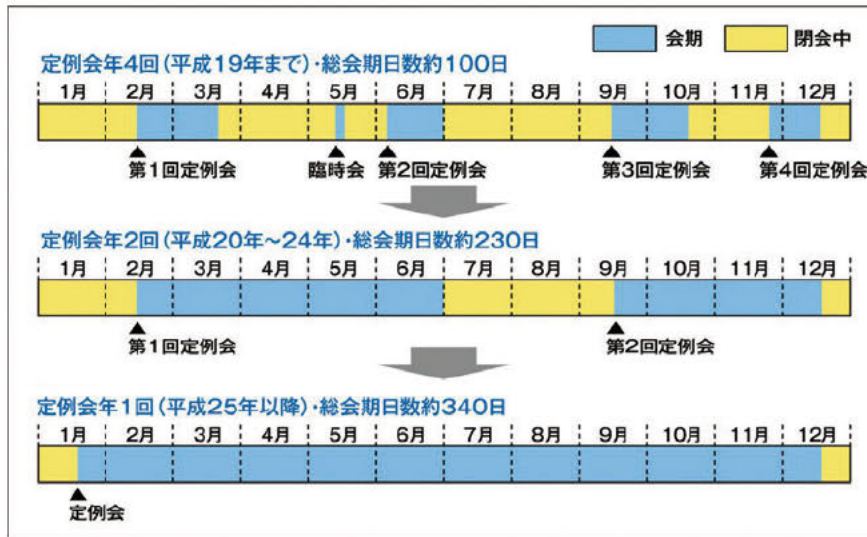 会期 閉会中
定例会年4回(平成19年まで)・総会期日数約100日
1月 2月 3月 4月 5月 6月 7月 8月 9月 10月 11月 12月
▲ ▲ ▲ ▲ ▲
第1回定例会 臨時会 第2回定例会 第3回定例会 第4回定例会
定例会年2回(平成20年~24年)・総会期日数約230日
1月 2月 3月 4月 5月 6月 7月 8月 9月 10月 11月 12月
▲ ▲
第1回定例会 第2回定例会
定例会年1回(平成25年以降)・総会期日数約340日
1月 2月 3月 4月 5月 6月 7月 8月 9月 10月 11月 12月
▲
定例会